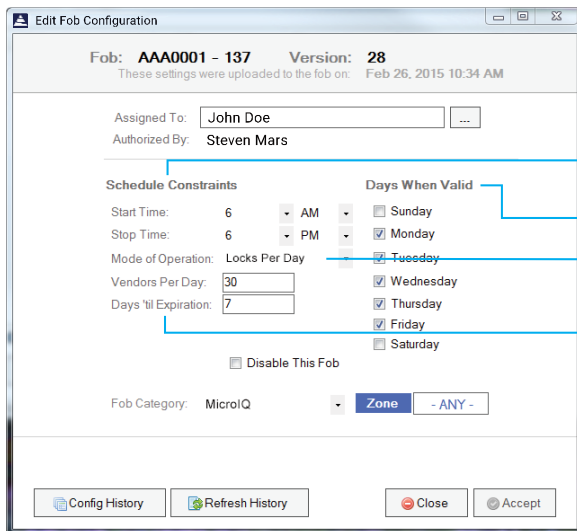 Edit Fob Configuration
Fob: AAA0001 - 137 Version: 28
These settings were uploaded to the fob on: Feb 26, 2015 10:34 AM
Assigned To: John Doe ...
Authorized By: Steven Mars
Schedule Constraints Days When Valid
Start Time: 6 AM Sunday
Stop Time: 6 PM Monday
Mode of Operation: Locks Per Day Tuesday
Vendors Per Day: 30 Wednesday
Days 'til Expiration: 7 Thursday
Friday
Saturday
Disable This Fob
Fob Category: MicroIQ Zone - ANY -
Config History Refresh History Close Accept